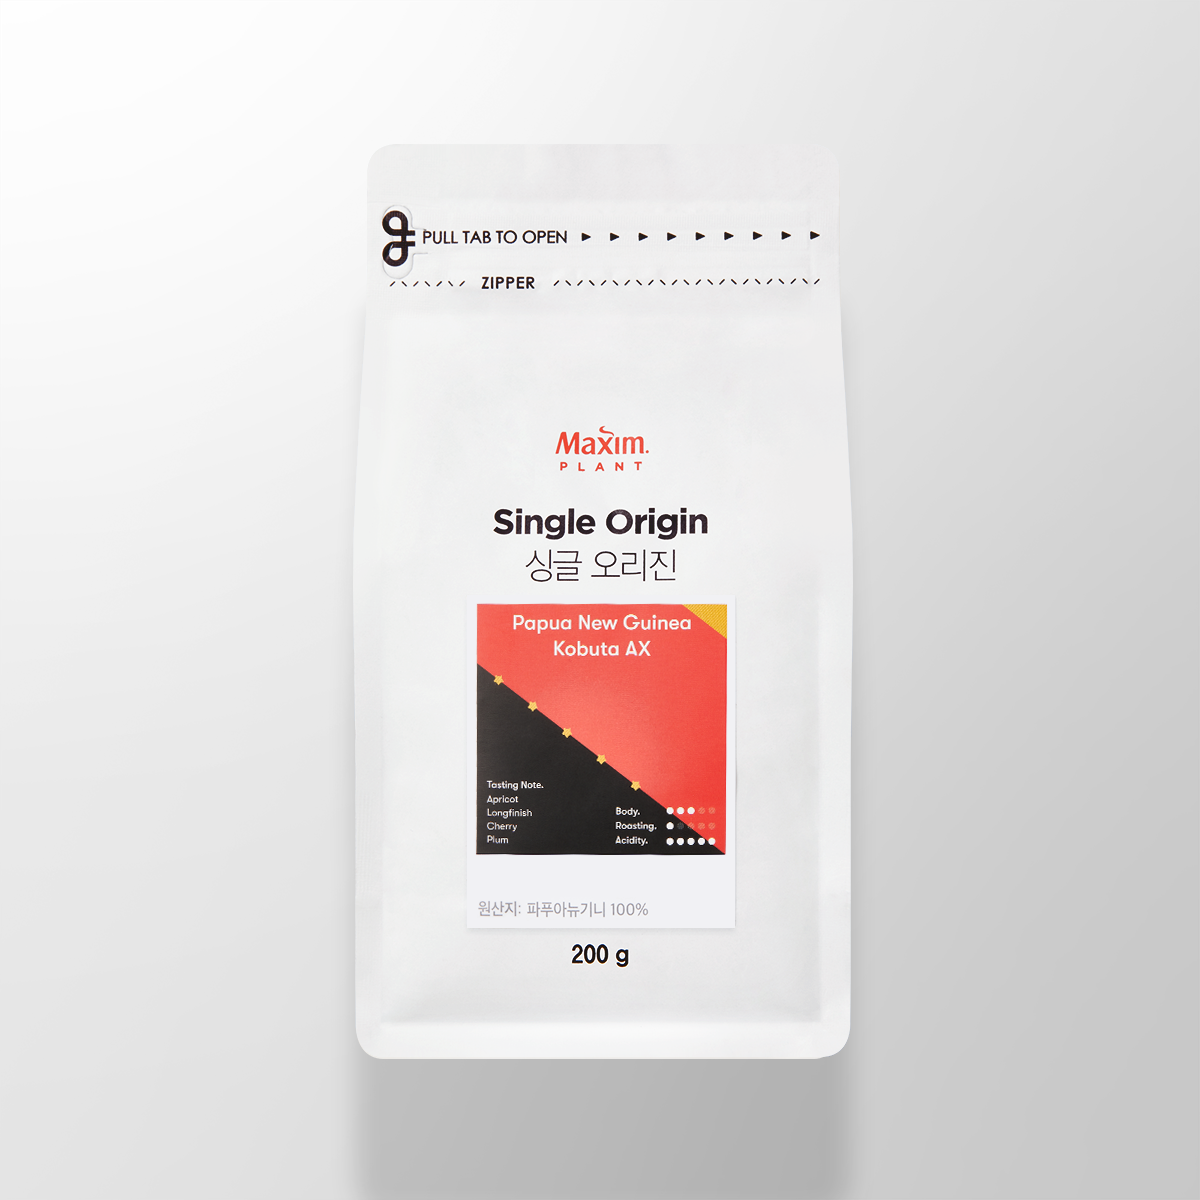 PULL TAB TO OPEN
ZIPPER
Maxim.
PLANT
Single Origin
싱글 오리진
Papua New Guinea
Kobuta AX
Tasting Note.
Apricot
Longfinish
Cherry
Plum
Body.
Roasting.
Acidity.
원산지: 파푸아뉴기니 100%
200 g